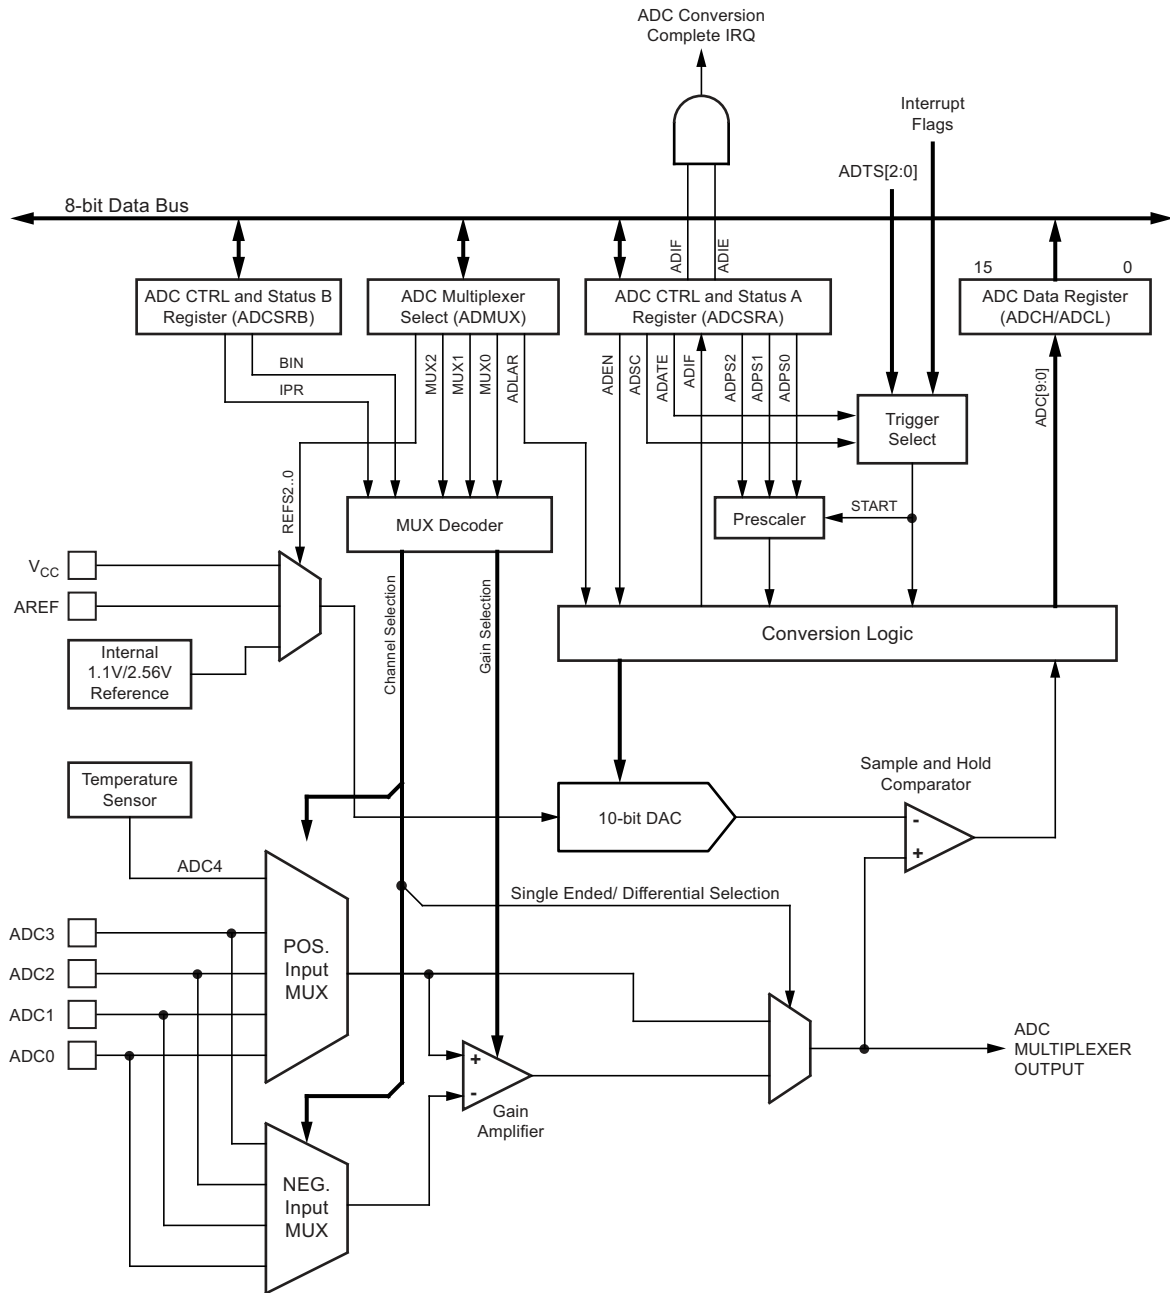 ADC Conversion
Complete IRQ
Interrupt
Flags
ADTS[2:0]
8-bit Data Bus
ADIF
ADIE
15
0
ADC CTRL and Status B
Register (ADCSRB)
ADC Multiplexer
Select (ADMUX)
ADC CTRL and Status A
Register (ADCSRA)
ADC Data Register
(ADCH/ADCL)
BIN
IPR
MUX2
MUX1
MUX0
ADLAR
ADEN
ADSC
ADATE
ADIF
ADPS2
ADPS1
ADPS0
ADC[9:0]
Trigger
Select
REFS2..0
MUX Decoder
Prescaler
START
VCC
AREF
Internal
1.1V/2.56V
Reference
Channel Selection
Gain Selection
Conversion Logic
Temperature
Sensor
10-bit DAC
Sample and Hold
Comparator
-
+
ADC4
Single Ended/ Differential Selection
ADC3
ADC2
ADC1
ADC0
POS.
Input
MUX
+
-
Gain
Amplifier
ADC
MULTIPLEXER
OUTPUT
NEG.
Input
MUX